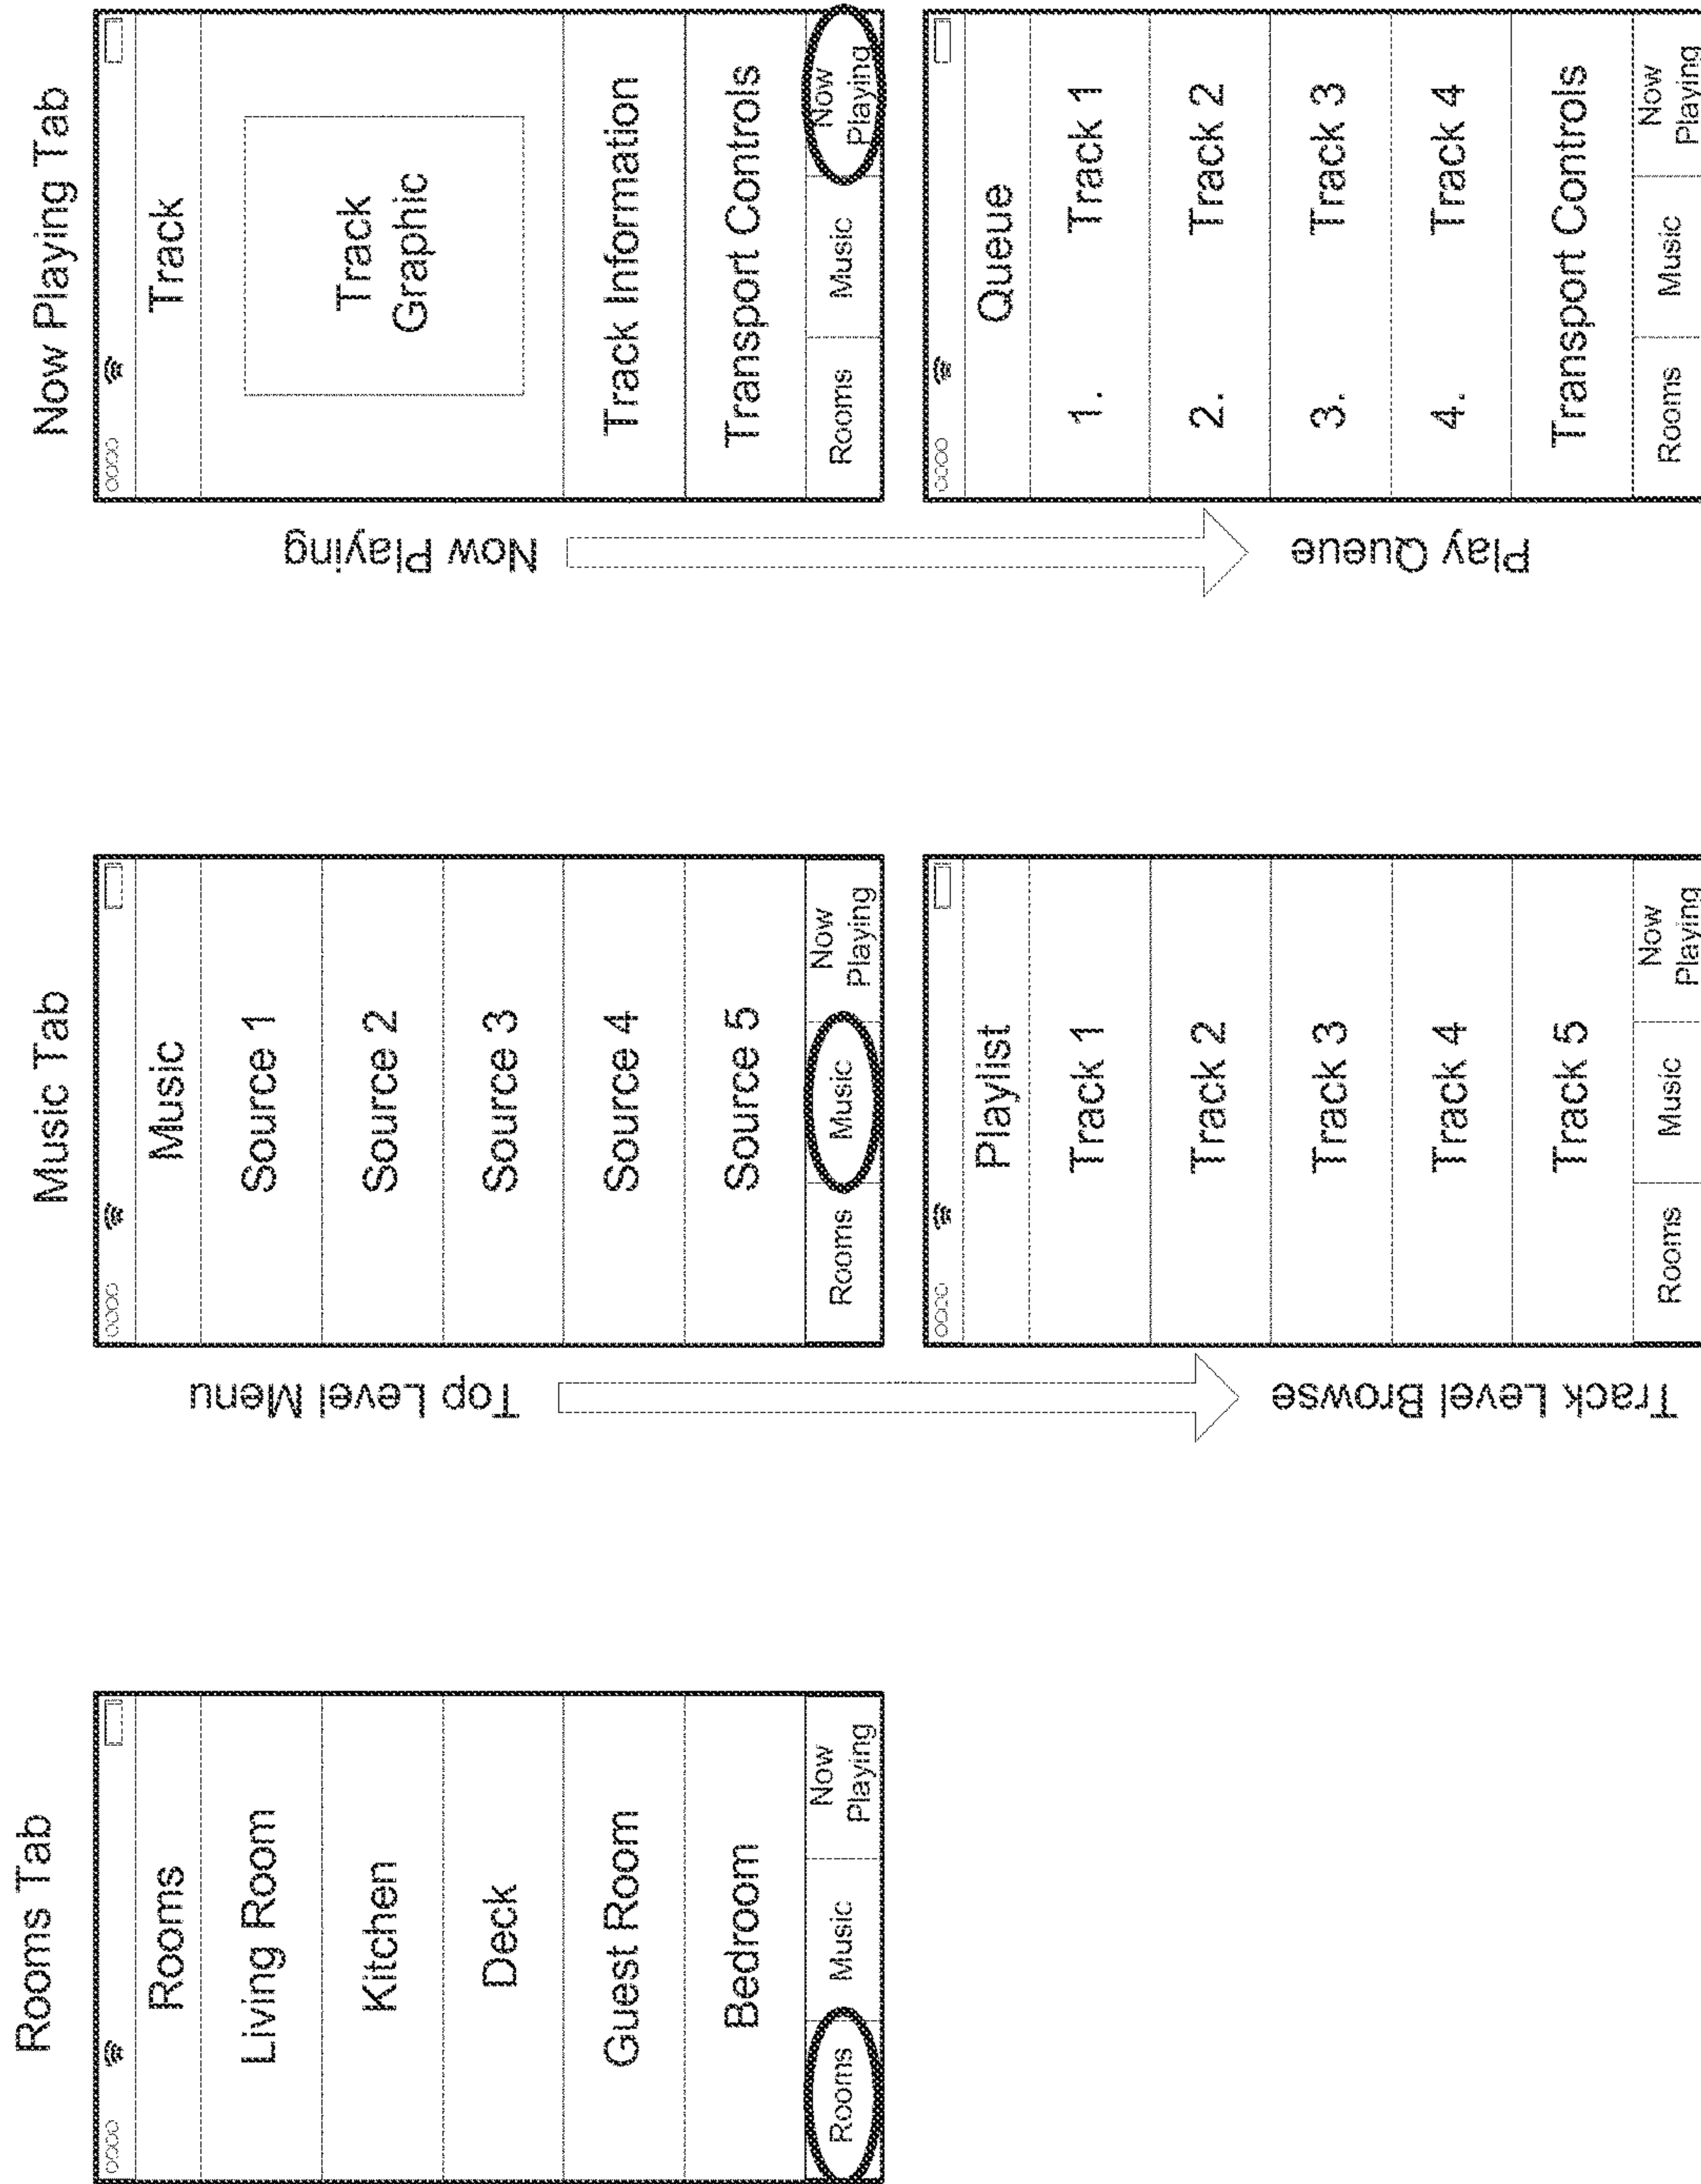 Rooms Tab
Rooms
Living Room
Kitchen
Deck
Guest Room
Bedroom
Rooms
Music
Now
Playing
Music Tab
Top Level Menu
Music
Source 1
Source 2
Source 3
Source 4
Source 5
Rooms
Music
Now
Playing
Track Level Browse
Playlist
Track 1
Track 2
Track 3
Track 4
Track 5
Rooms
Music
Now
Playing
Now Playing Tab
Now Playing
Track
Track
Graphic
Track Information
Transport Controls
Rooms
Music
Now
Playing
Play Queue
Queue
1. Track 1
2. Track 2
3. Track 3
4. Track 4
Transport Controls
Rooms
Music
Now
Playing